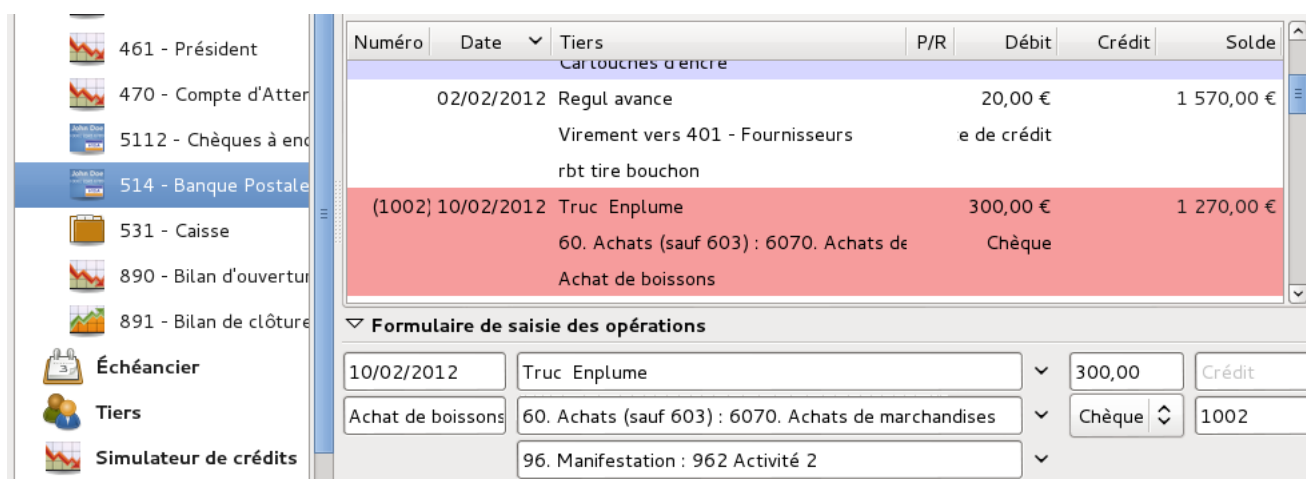 461 - Président
470 - Compte d'Atter
5112 - Chèques à enc
514 - Banque Postale
531 - Caisse
890 - Bilan d'ouvertur
891 - Bilan de clôture
Échéancier
Tiers
Simulateur de crédits
Numéro Date Tiers P/R Débit Crédit Solde
Cartouches d'encre
02/02/2012 Regul avance 20,00 € 1 570,00 €
Virement vers 401 - Fournisseurs e de crédit
rbt tire bouchon
(1002) 10/02/2012 Truc Enplume 300,00 € 1 270,00 €
60. Achats (sauf 603) : 6070. Achats de Chèque
Achat de boissons
Formulaire de saisie des opérations
10/02/2012 Truc Enplume 300,00 Crédit
Achat de boissons 60. Achats (sauf 603) : 6070. Achats de marchandises Chèque 1002
96. Manifestation : 962 Activité 2